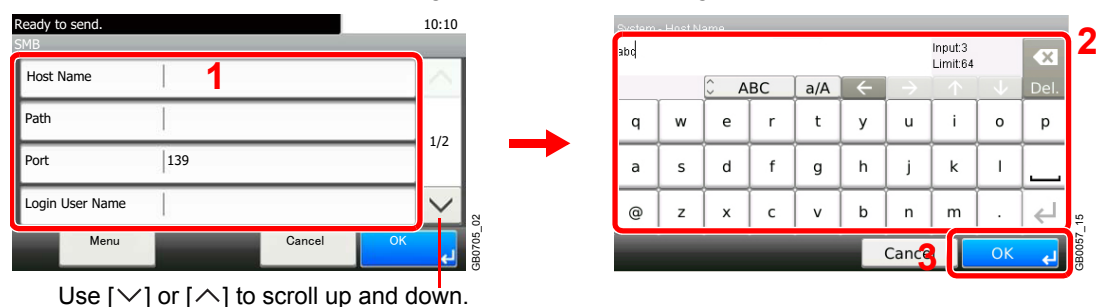 Ready to send. 10:10
SMB
Host Name
1
Path
Port 139
1/2
Login User Name
Menu Cancel OK
GB0705_02
Use [∨] or [∧] to scroll up and down.
System - Host Name
2
abc Input:3
Limit:64
ABC a/A ← → ↑ ↓ Del.
q w e r t y u i o p
a s d f g h j k l
@ z x c v b n m .
Cancel 3 OK
GB0057_15